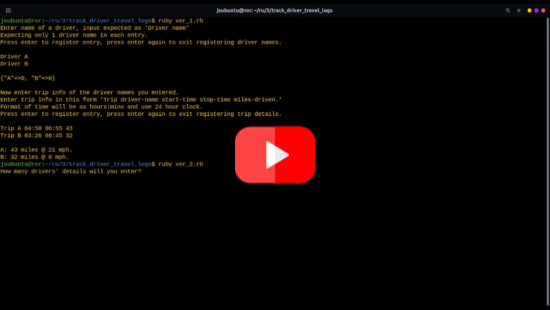 jsubuntu@ror: ~/ru/3/track_driver_travel_logs
jsubuntu@ror:~/ru/3/track_driver_travel_logs$ ruby ver_1.rb
Enter name of a driver, input expected as 'Driver name'
Expecting only 1 driver name in each entry.
Press enter to register entry, press enter again to exit registering driver names.
Driver A
Driver B
{"A"=>0, "B"=>0}
Now enter trip info of the driver names you entered.
Enter trip info in this form 'Trip driver-name start-time stop-time miles-driven.'
Format of time will be as hours:mins and use 24 hour clock.
Press enter to register entry, press enter again to exit registering trip details.
Trip A 04:50 06:55 43
Trip B 03:26 08:45 32
A: 43 miles @ 21 mph.
B: 32 miles @ 6 mph.
jsubuntu@ror:~/ru/3/track_driver_travel_logs$ ruby ver_2.rb
How many drivers' details will you enter?